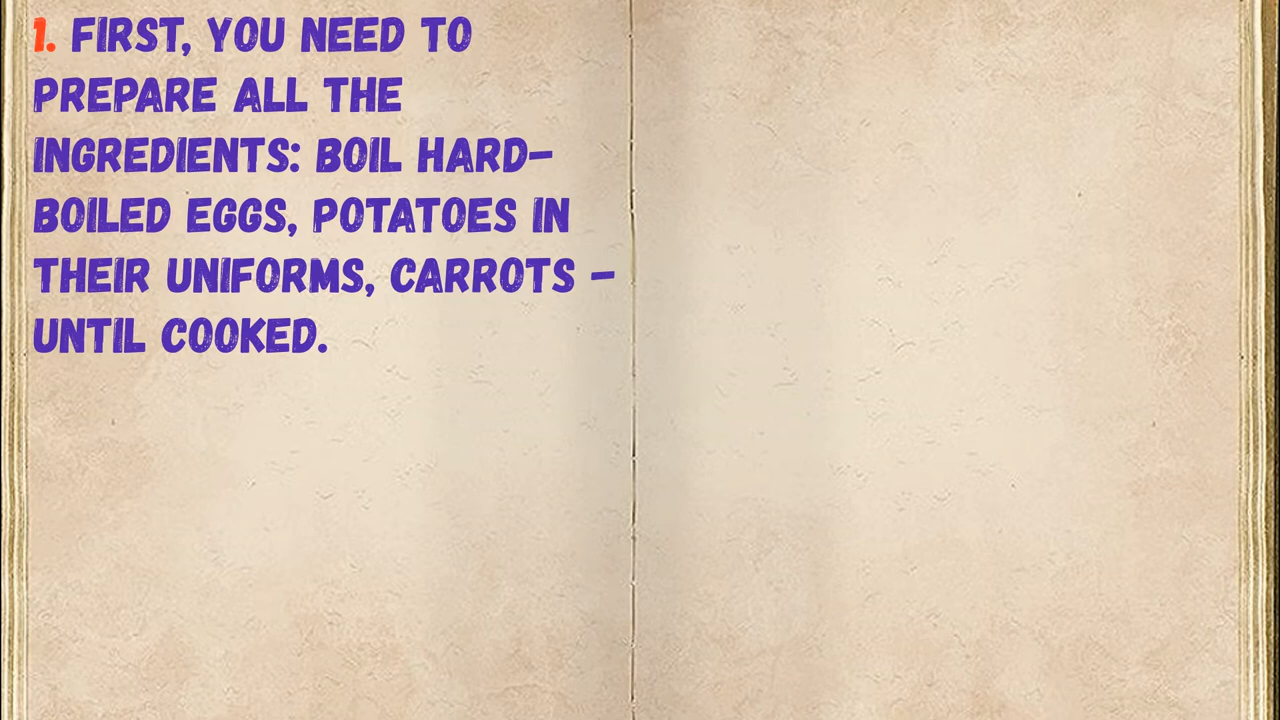 1. FIRST, YOU NEED TO
PREPARE ALL THE
INGREDIENTS: BOIL HARD-
BOILED EGGS, POTATOES IN
THEIR UNIFORMS, CARROTS -
UNTIL COOKED.